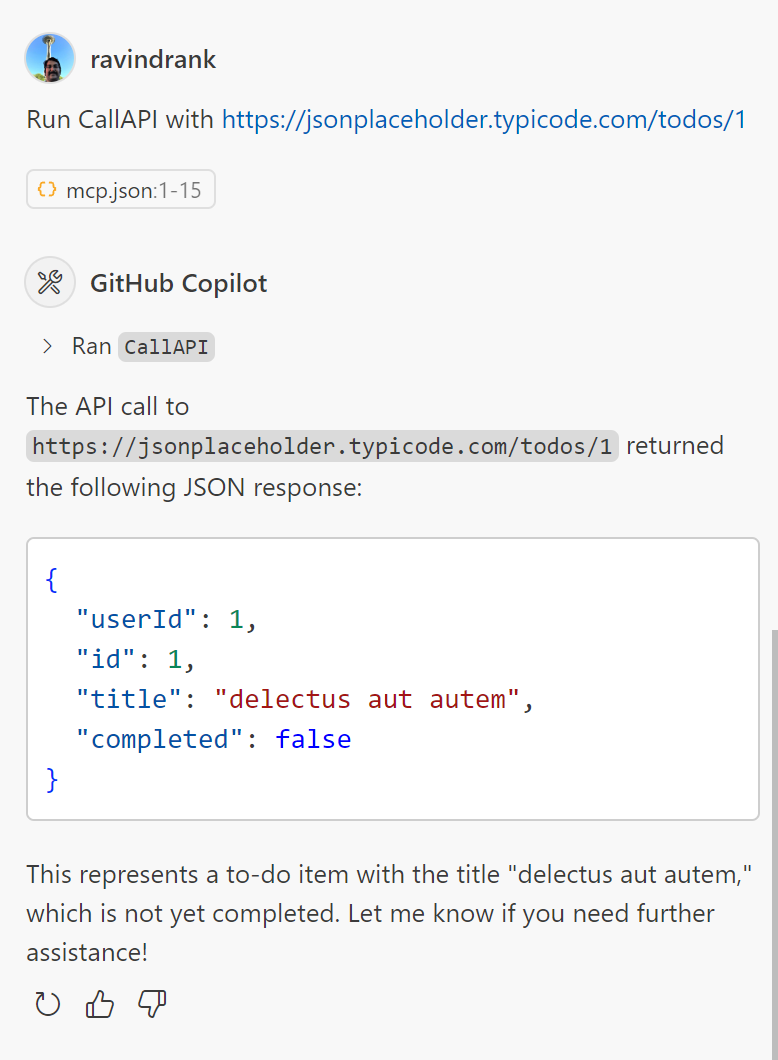 ravindrank
Run CallAPI with https://jsonplaceholder.typicode.com/todos/1
mcp.json:1-15
GitHub Copilot
Ran CallAPI
The API call to
https://jsonplaceholder.typicode.com/todos/1 returned
the following JSON response:
{
  "userId": 1,
  "id": 1,
  "title": "delectus aut autem",
  "completed": false
}
This represents a to-do item with the title "delectus aut autem,"
which is not yet completed. Let me know if you need further
assistance!